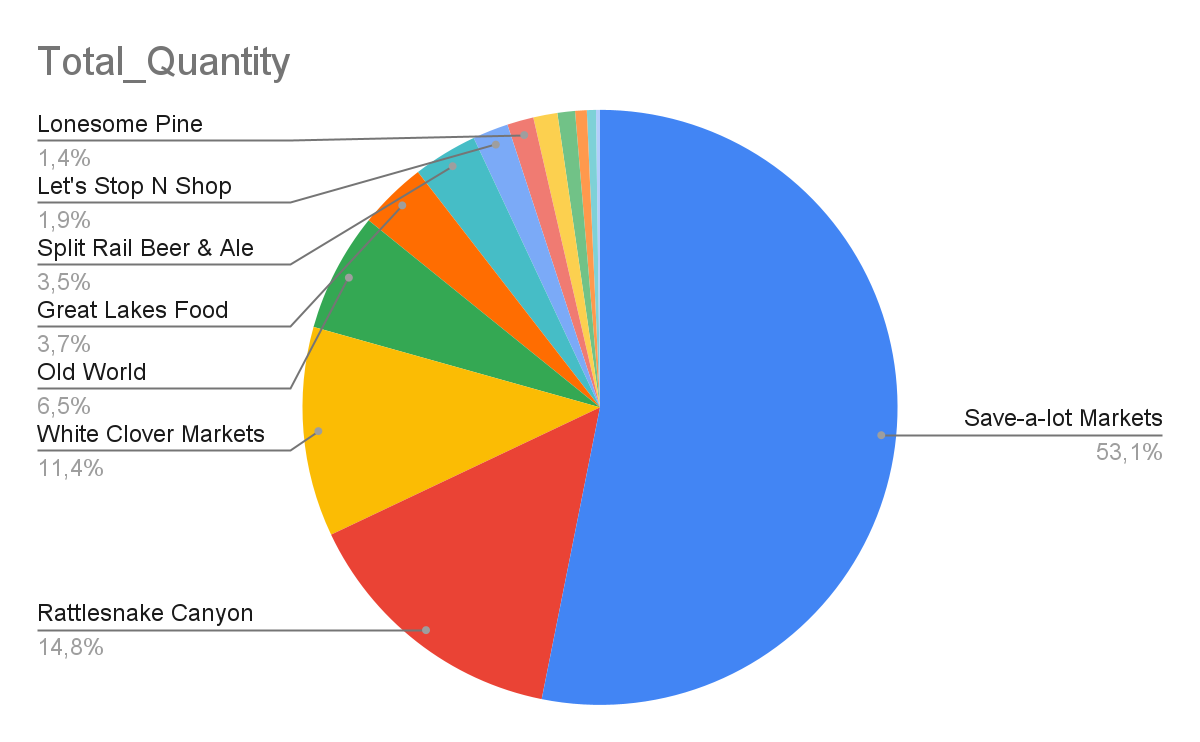 Total_Quantity
Lonesome Pine
1,4%
Let's Stop N Shop
1,9%
Split Rail Beer & Ale
3,5%
Great Lakes Food
3,7%
Old World
6,5%
White Clover Markets
11,4%
Rattlesnake Canyon
14,8%
Save-a-lot Markets
53,1%